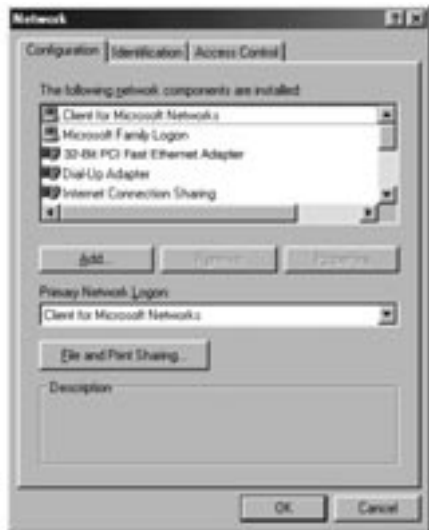 Network
Configuration Identification Access Control
The following network components are installed:
Client for Microsoft Networks
Microsoft Family Logon
32-Bit PCI Fast Ethernet Adapter
Dial-Up Adapter
Internet Connection Sharing
Add... Remove Properties
Primary Network Logon:
Client for Microsoft Networks
File and Print Sharing...
Description
OK Cancel